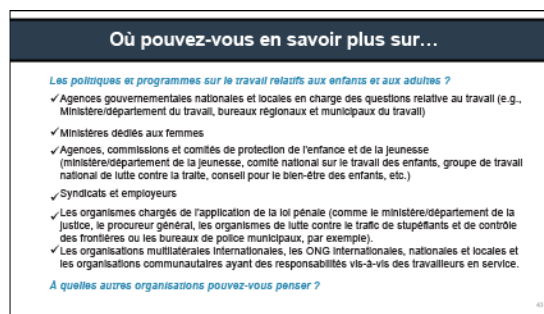 Où pouvez-vous en savoir plus sur…
Les politiques et programmes sur le travail relatifs aux enfants et aux adultes ?
✓Agences gouvernementales nationales et locales en charge des questions relative au travail (e.g.,
Ministère/département du travail, bureaux régionaux et municipaux du travail)
✓Ministères dédiés aux femmes
✓Agences, commissions et comités de protection de l'enfance et de la jeunesse
(ministère/département de la jeunesse, comité national sur le travail des enfants, groupe de travail
national de lutte contre la traite, conseil pour le bien-être des enfants, etc.)
✓Syndicats et employeurs
✓Les organismes chargés de l'application de la loi pénale (comme le ministère/département de la
justice, le procureur général, les organismes de lutte contre le trafic de stupéfiants et de contrôle
des frontières ou les bureaux de police municipaux, par exemple).
✓Les organisations multilatérales internationales, les ONG internationales, nationales et locales et
les organisations communautaires ayant des responsabilités vis-à-vis des travailleurs en service.
À quelles autres organisations pouvez-vous penser ?